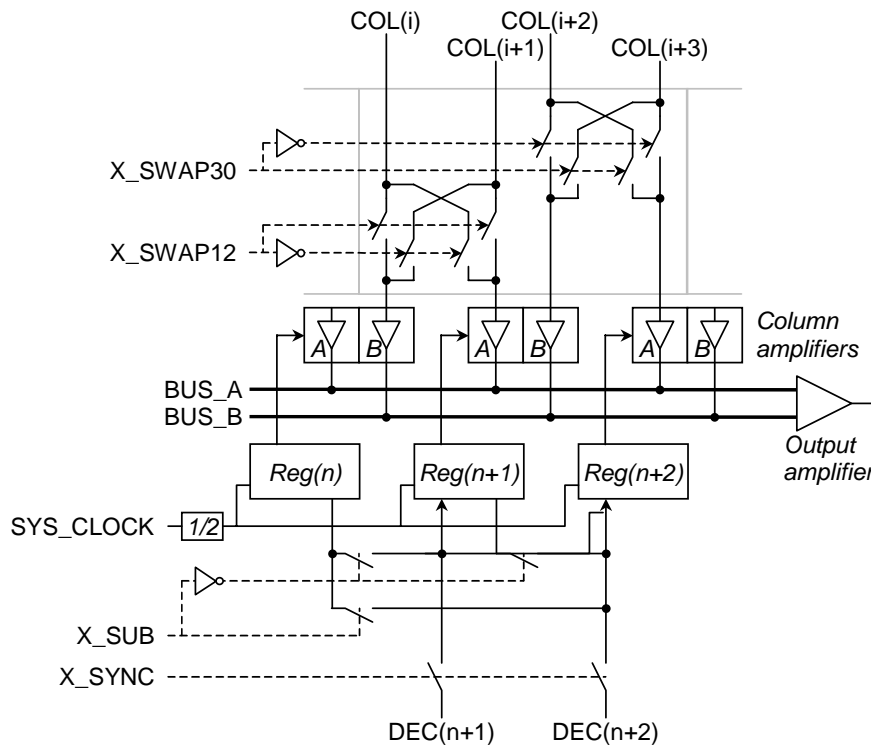 COL(i)
COL(i+2)
COL(i+1)
COL(i+3)
X_SWAP30
X_SWAP12
A
B
A
B
A
B
Column
amplifiers
BUS_A
BUS_B
Output
amplifier
Reg(n)
Reg(n+1)
Reg(n+2)
SYS_CLOCK
1/2
X_SUB
X_SYNC
DEC(n+1)
DEC(n+2)